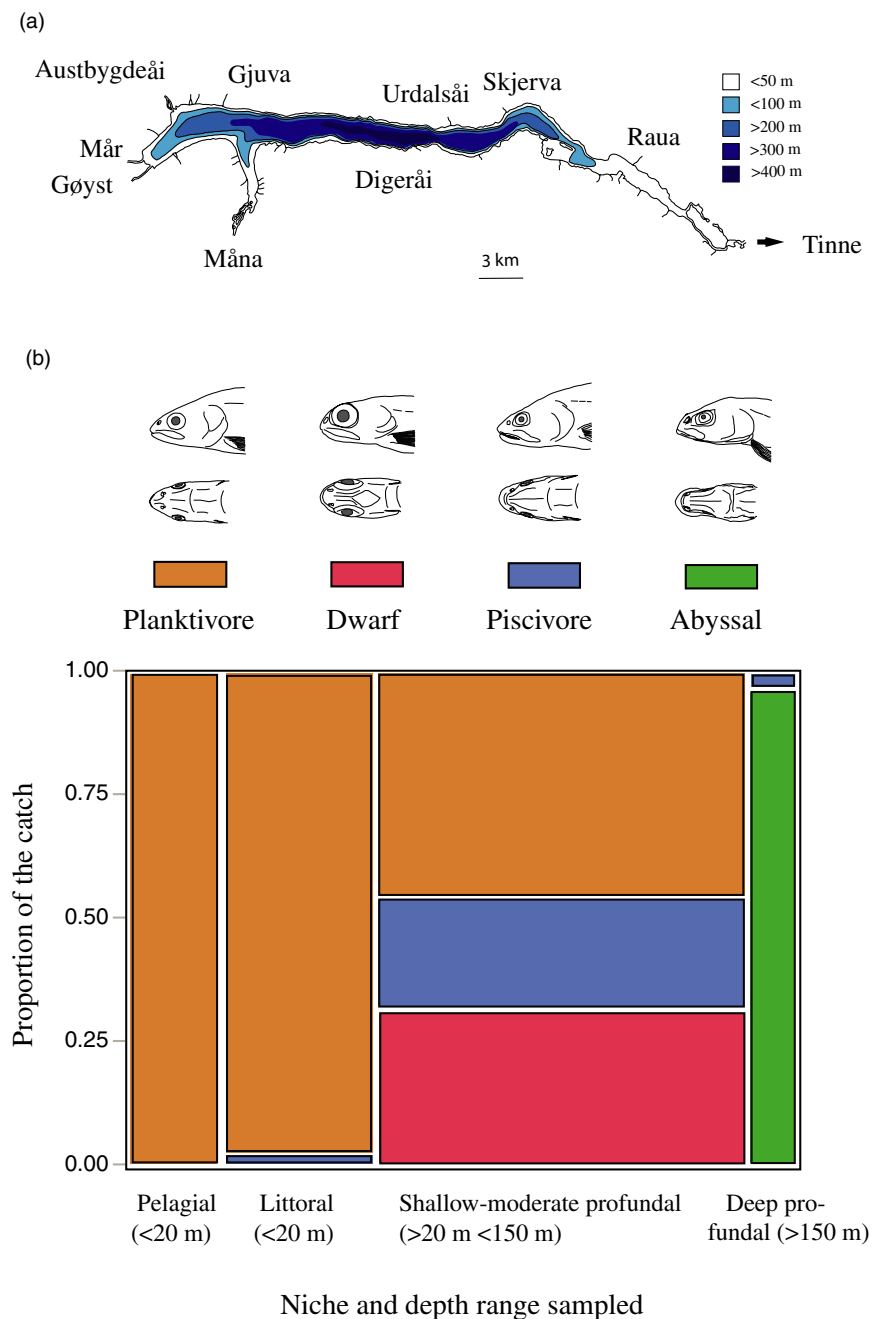 (a)
Austbygdeåi
Gjuva
Urdalsåi
Skjerva
Mår
Gøyst
Måna
Digeråi
Raua
Tinne
3 km
<50 m
<100 m
>200 m
>300 m
>400 m
(b)
Planktivore
Dwarf
Piscivore
Abyssal
Proportion of the catch
1.00
0.75
0.50
0.25
0.00
Pelagial
(<20 m)
Littoral
(<20 m)
Shallow-moderate profundal
(>20 m <150 m)
Deep pro-
fundal (>150 m)
Niche and depth range sampled